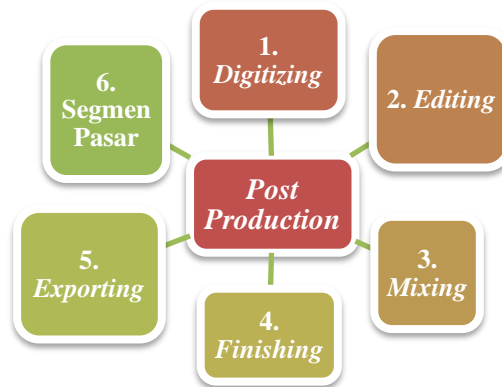 1.
Digitizing
2. Editing
3.
Mixing
4.
Finishing
5.
Exporting
6.
Segmen
Pasar
Post
Production